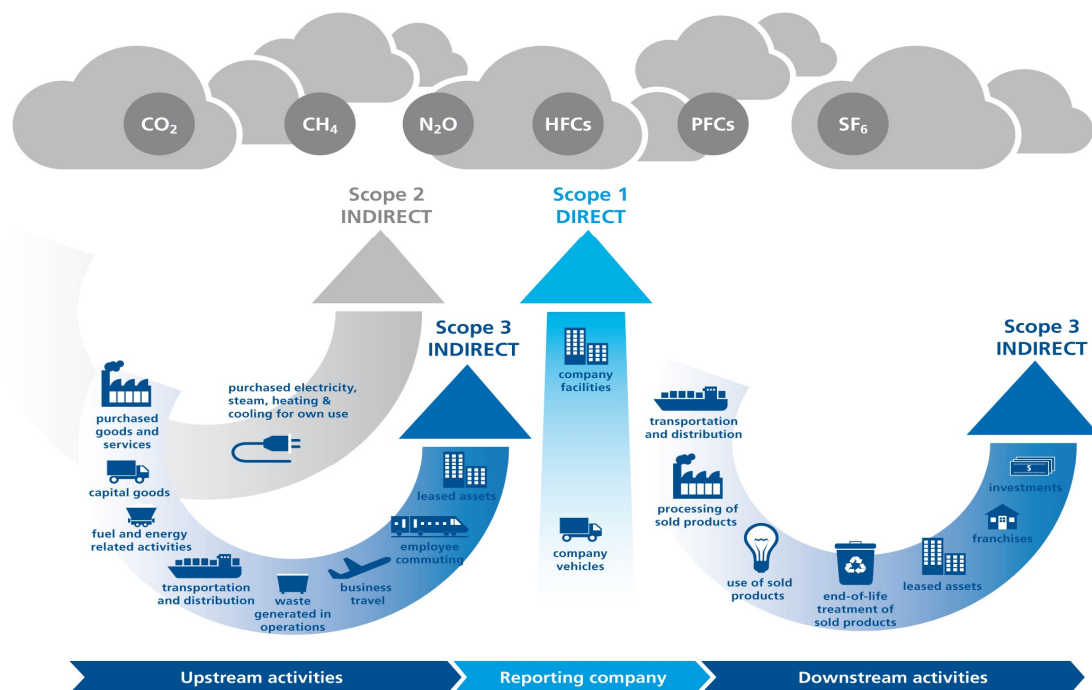 CO₂
CH₄
N₂O
HFCs
PFCs
SF₆
Scope 2
INDIRECT
Scope 1
DIRECT
Scope 3
INDIRECT
Scope 3
INDIRECT
purchased electricity,
steam, heating &
cooling for own use
purchased
goods and
services
capital goods
fuel and energy
related activities
transportation
and distribution
waste
generated in
operations
business
travel
employee
commuting
leased assets
company
facilities
company
vehicles
transportation
and distribution
processing of
sold products
use of sold
products
end-of-life
treatment of
sold products
leased assets
franchises
$
investments
Upstream activities
Reporting company
Downstream activities